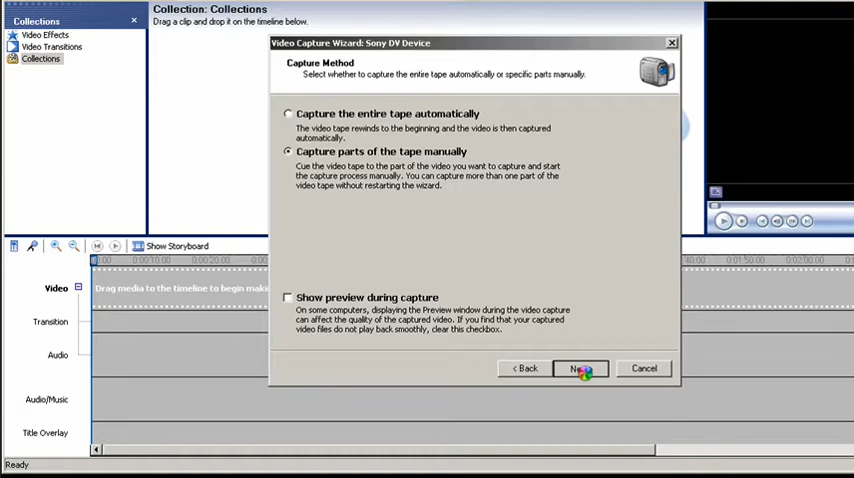 Collections
Video Effects
Video Transitions
Collections
Collection: Collections
Drag a clip and drop it on the timeline below.
Video Capture Wizard: Sony DV Device
Capture Method
Select whether to capture the entire tape automatically or specific parts manually.
Capture the entire tape automatically
The video tape rewinds to the beginning and the video is then captured
automatically.
Capture parts of the tape manually
Cue the video tape to the part of the video you want to capture and start
the capture process manually. You can capture more than one part of the
video tape without restarting the wizard.
Show preview during capture
On some computers, displaying the Preview window during the video capture
can affect the quality of the captured video. If you find that your captured
video files do not play back smoothly, clear this checkbox.
< Back
Cancel
Show Storyboard
0:00:10.00
0:00:20.00
01:50.00
0:02:00.00
Video
Drag media to the timeline to begin maki
Transition
Audio
Audio/Music
Title Overlay
Ready